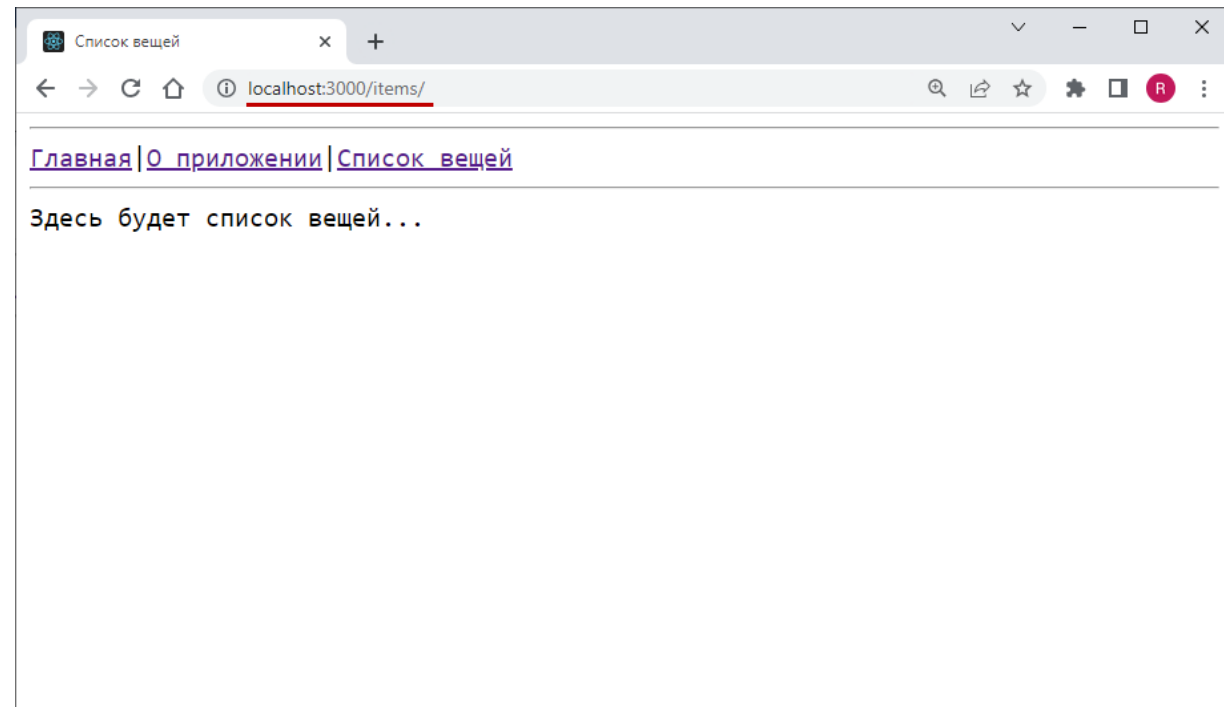 Список вещей
localhost:3000/items/
R
Главная|О приложении|Список вещей
Здесь будет список вещей...